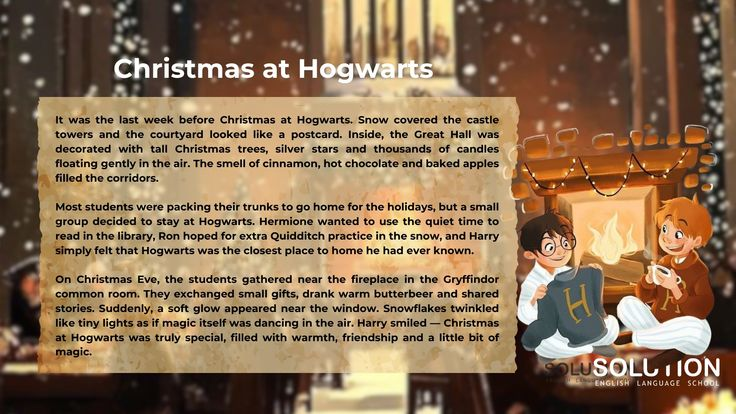 Christmas at Hogwarts
It was the last week before Christmas at Hogwarts. Snow covered the castle
towers and the courtyard looked like a postcard. Inside, the Great Hall was
decorated with tall Christmas trees, silver stars and thousands of candles
floating gently in the air. The smell of cinnamon, hot chocolate and baked apples
filled the corridors.
Most students were packing their trunks to go home for the holidays, but a small
group decided to stay at Hogwarts. Hermione wanted to use the quiet time to
read in the library, Ron hoped for extra Quidditch practice in the snow, and Harry
simply felt that Hogwarts was the closest place to home he had ever known.
On Christmas Eve, the students gathered near the fireplace in the Gryffindor
common room. They exchanged small gifts, drank warm butterbeer and shared
stories. Suddenly, a soft glow appeared near the window. Snowflakes twinkled
like tiny lights as if magic itself was dancing in the air. Harry smiled — Christmas
at Hogwarts was truly special, filled with warmth, friendship and a little bit of
magic.
H
SOLUTION
ENGLISH LANGUAGE SCHOOL